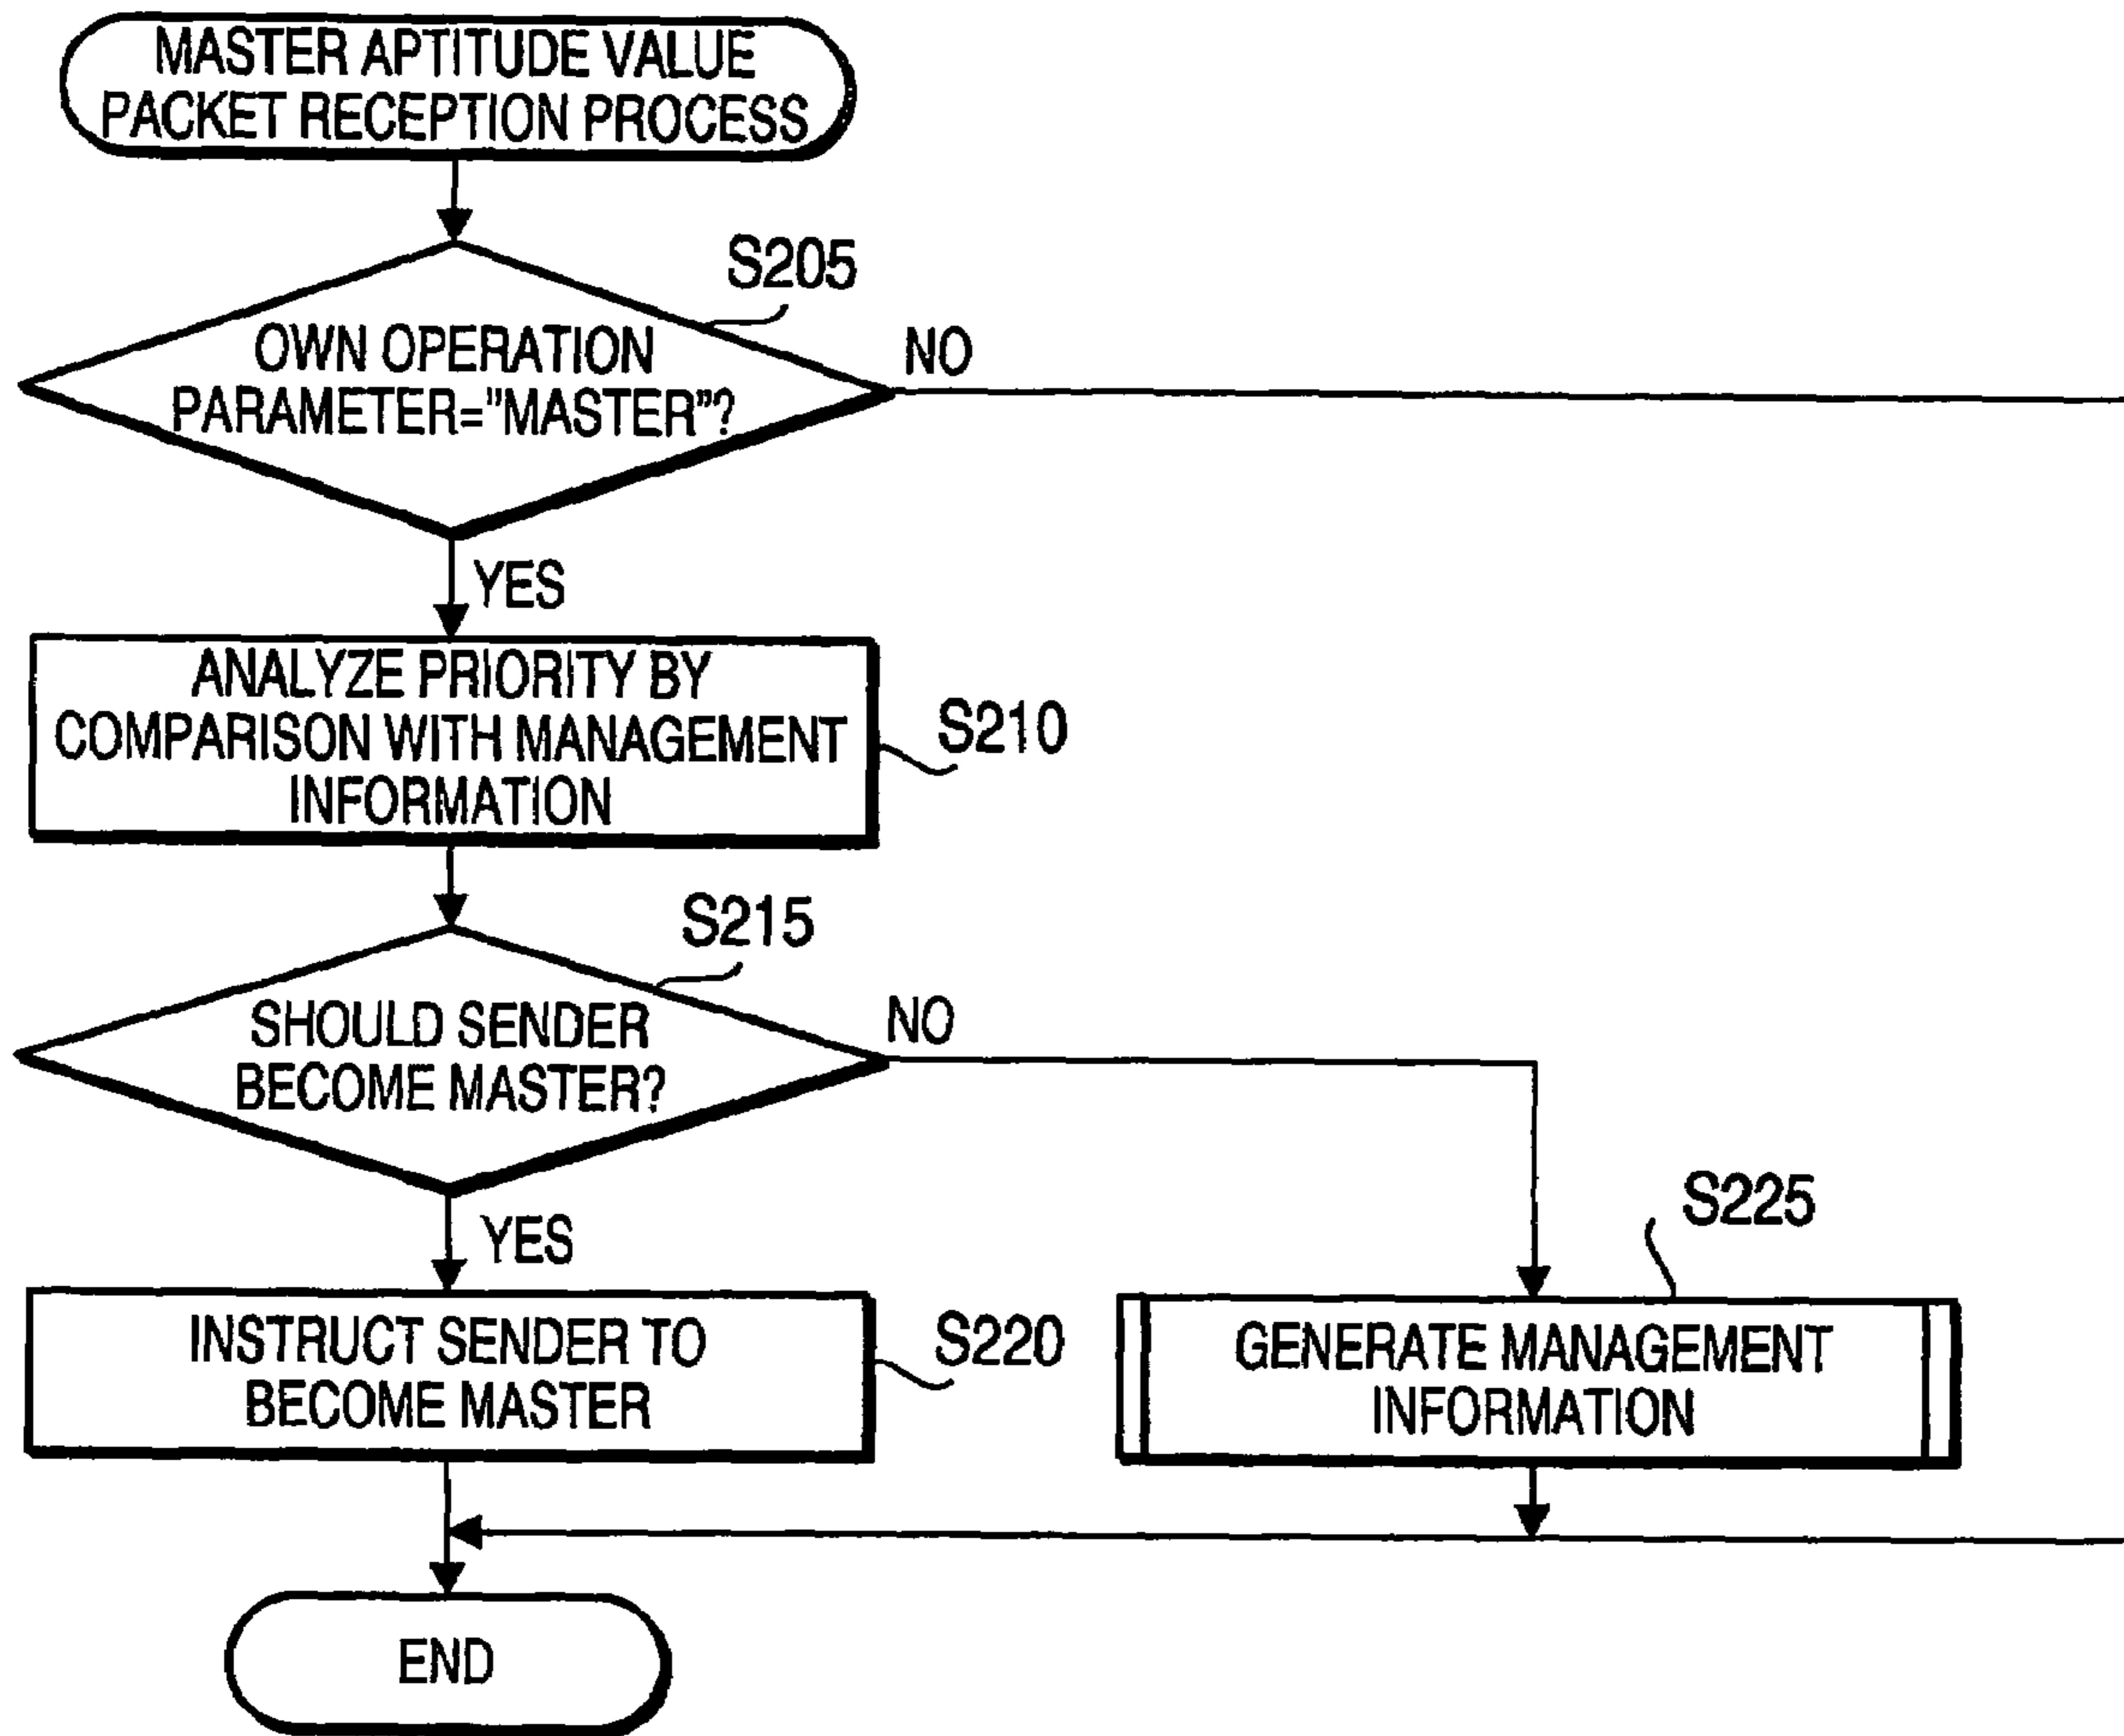 MASTER APTITUDE VALUE
PACKET RECEPTION PROCESS
S205
OWN OPERATION
PARAMETER="MASTER"?
NO
YES
ANALYZE PRIORITY BY
COMPARISON WITH MANAGEMENT
INFORMATION
S210
S215
SHOULD SENDER
BECOME MASTER?
NO
YES
S225
INSTRUCT SENDER TO
BECOME MASTER
S220
GENERATE MANAGEMENT
INFORMATION
END